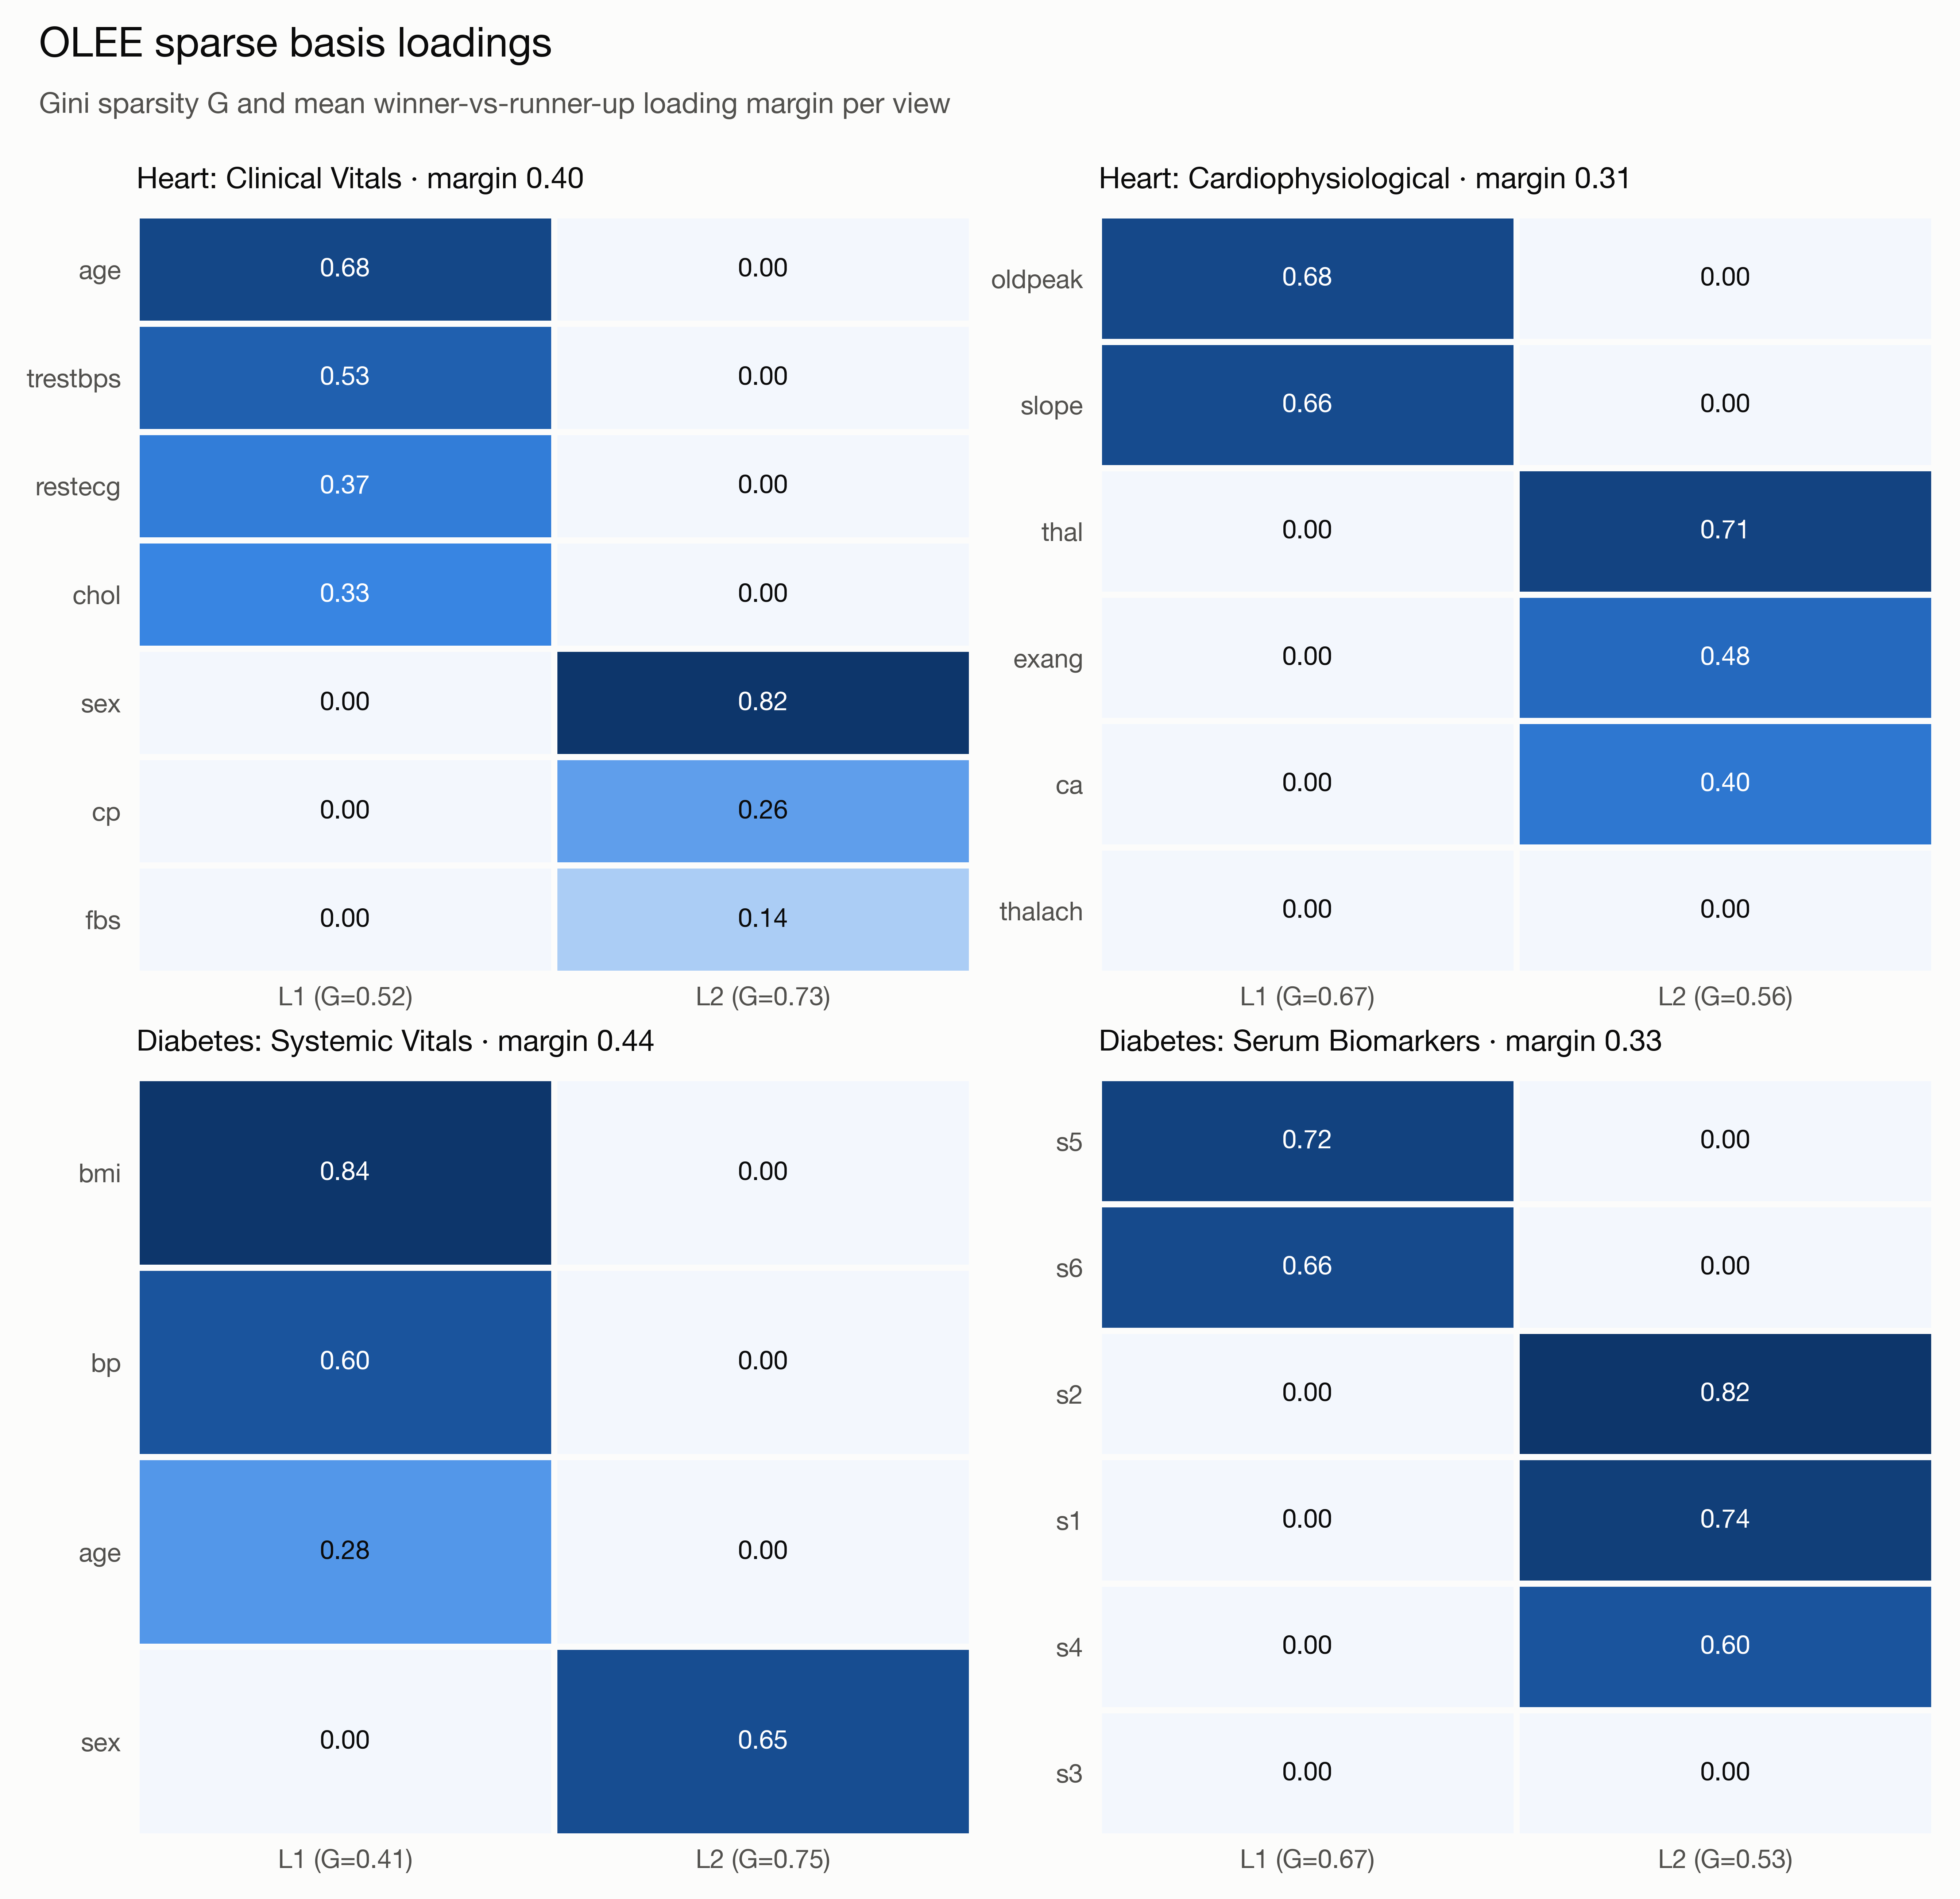 OLEE sparse basis loadings
Gini sparsity G and mean winner-vs-runner-up loading margin per view
Heart: Clinical Vitals · margin 0.40
age 0.68 0.00
trestbps 0.53 0.00
restecg 0.37 0.00
chol 0.33 0.00
sex 0.00 0.82
cp 0.00 0.26
fbs 0.00 0.14
L1 (G=0.52) L2 (G=0.73)
Heart: Cardiophysiological · margin 0.31
oldpeak 0.68 0.00
slope 0.66 0.00
thal 0.00 0.71
exang 0.00 0.48
ca 0.00 0.40
thalach 0.00 0.00
L1 (G=0.67) L2 (G=0.56)
Diabetes: Systemic Vitals · margin 0.44
bmi 0.84 0.00
bp 0.60 0.00
age 0.28 0.00
sex 0.00 0.65
L1 (G=0.41) L2 (G=0.75)
Diabetes: Serum Biomarkers · margin 0.33
s5 0.72 0.00
s6 0.66 0.00
s2 0.00 0.82
s1 0.00 0.74
s4 0.00 0.60
s3 0.00 0.00
L1 (G=0.67) L2 (G=0.53)